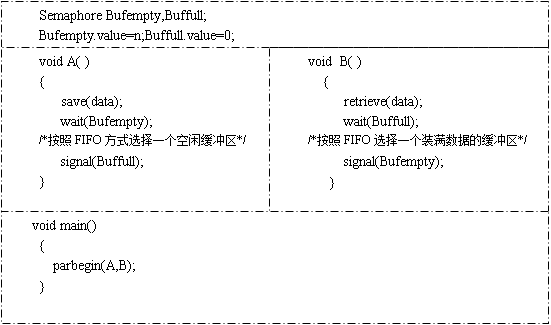 Semaphore Bufempty,Buffull;
Bufempty.value=n;Buffull.value=0;
void A( )
{
save(data);
wait(Bufempty);
/*按照 FIFO 方式选择一个空闲缓冲区*/
signal(Buffull);
}
void B( )
{
retrieve(data);
wait(Buffull);
/*按照 FIFO 选择一个装满数据的缓冲区*/
signal(Bufempty);
}
void main()
{
parbegin(A,B);
}